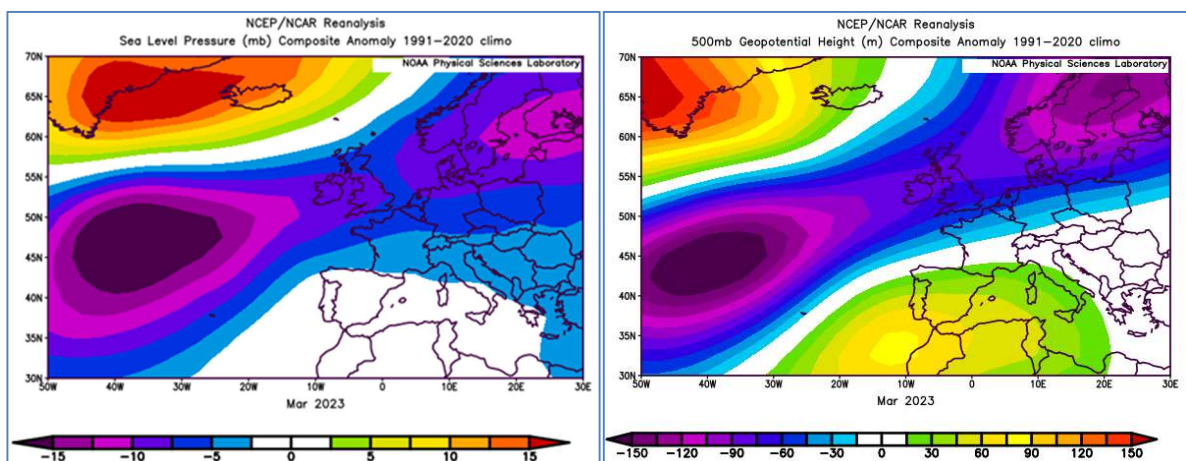 NCEP/NCAR Reanalysis
Sea Level Pressure (mb) Composite Anomaly 1991-2020 climo
NOAA Physical Sciences Laboratory
70N
65N
60N
55N
50N
45N
40N
35N
30N
50W 40W 30W 20W 10W 0 10E 20E 30E
Mar 2023
-15 -10 -5 0 5 10 15
NCEP/NCAR Reanalysis
500mb Geopotential Height (m) Composite Anomaly 1991-2020 climo
NOAA Physical Sciences Laboratory
70N
65N
60N
55N
50N
45N
40N
35N
30N
50W 40W 30W 20W 10W 0 10E 20E 30E
Mar 2023
-150 -120 -90 -60 -30 0 30 60 90 120 150